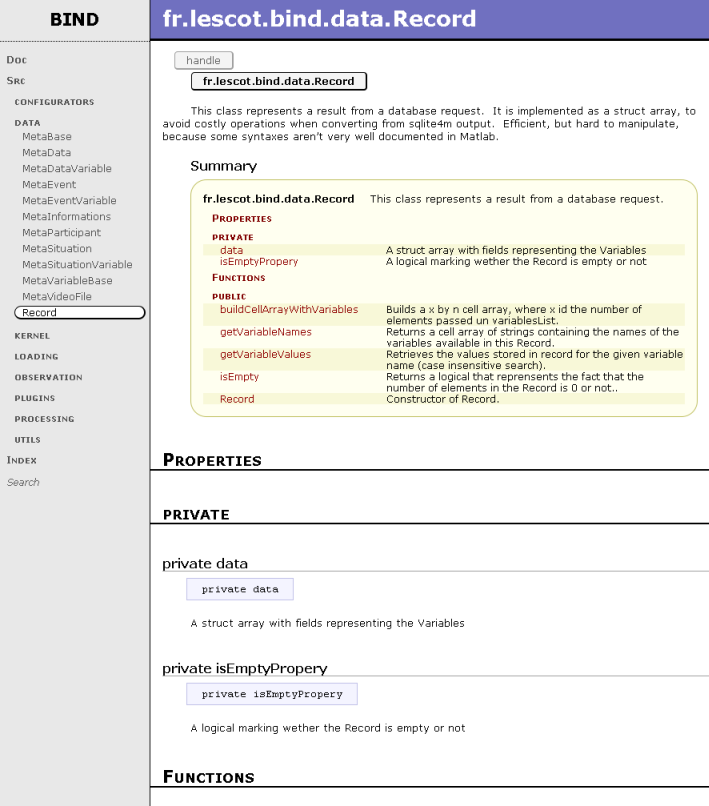 BIND
Doc
Src
CONFIGURATORS
DATA
MetaBase
MetaData
MetaDataVariable
MetaEvent
MetaEventVariable
MetaInformations
MetaParticipant
MetaSituation
MetaSituationVariable
MetaVariableBase
MetaVideoFile
Record
KERNEL
LOADING
OBSERVATION
PLUGINS
PROCESSING
UTILS
INDEX
Search
fr.lescot.bind.data.Record
handle
fr.lescot.bind.data.Record
This class represents a result from a database request. It is implemented as a struct array, to
avoid costly operations when converting from sqlite4m output. Efficient, but hard to manipulate,
because some syntaxes aren't very well documented in Matlab.
Summary
fr.lescot.bind.data.Record This class represents a result from a database request.
PROPERTIES
PRIVATE
data A struct array with fields representing the Variables
isEmptyPropery A logical marking wether the Record is empty or not
FUNCTIONS
PUBLIC
buildCellArrayWithVariables Builds a x by n cell array, where x id the number of
elements passed un variablesList.
getVariableNames Returns a cell array of strings containing the names of the
variables available in this Record.
getVariableValues Retrieves the values stored in record for the given variable
name (case insensitive search).
isEmpty Returns a logical that reprensents the fact that the
number of elements in the Record is 0 or not..
Record Constructor of Record.
PROPERTIES
PRIVATE
private data
private data
A struct array with fields representing the Variables
private isEmptyPropery
private isEmptyPropery
A logical marking wether the Record is empty or not
FUNCTIONS